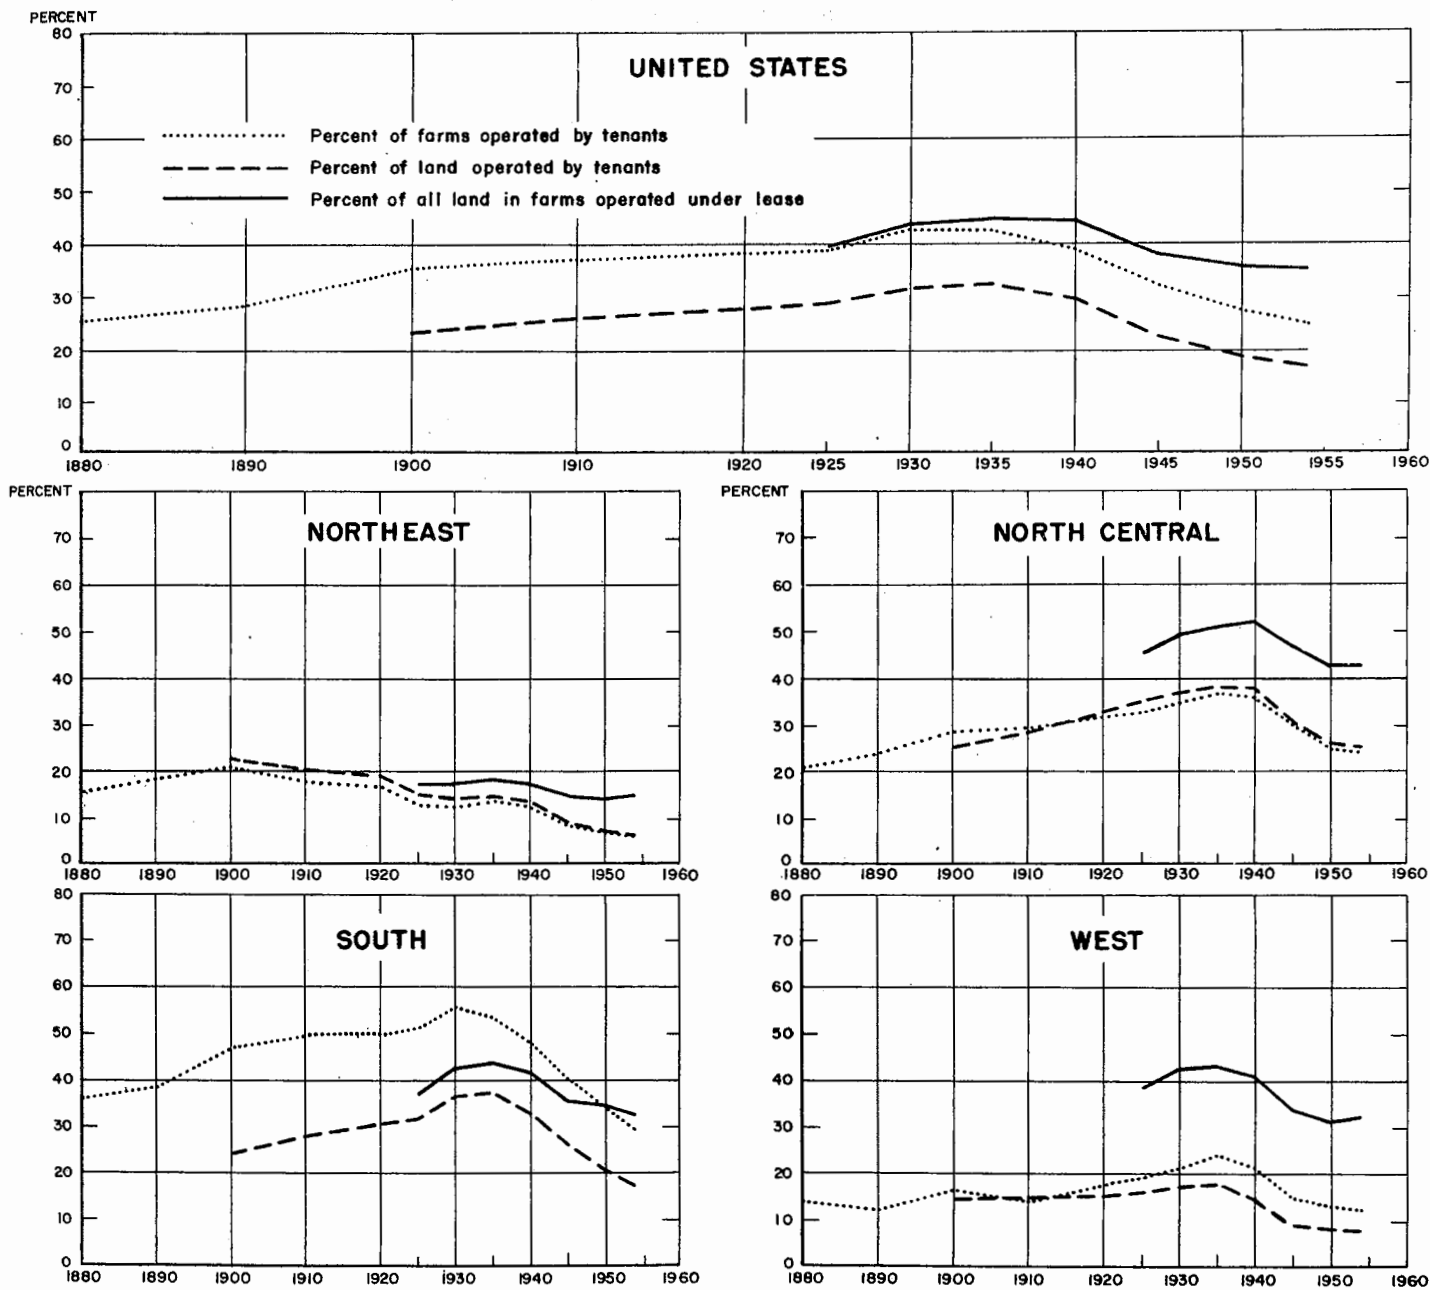 PERCENT
80
UNITED STATES
70
Percent of farms operated by tenants
60
Percent of land operated by tenants
50
Percent of all land in farms operated under lease
40
30
20
10
0
1880 1890 1900 1910 1920 1925 1930 1935 1940 1945 1950 1955 1960
PERCENT
NORTHEAST
70
60
50
40
30
20
10
0
1880 1890 1900 1910 1920 1930 1940 1950 1960
PERCENT
NORTH CENTRAL
70
60
50
40
30
20
10
0
1880 1890 1900 1910 1920 1930 1940 1950 1960
80
SOUTH
70
60
50
40
30
20
10
0
1880 1890 1900 1910 1920 1930 1940 1950 1960
80
WEST
70
60
50
40
30
20
10
0
1880 1890 1900 1910 1920 1930 1940 1950 1960